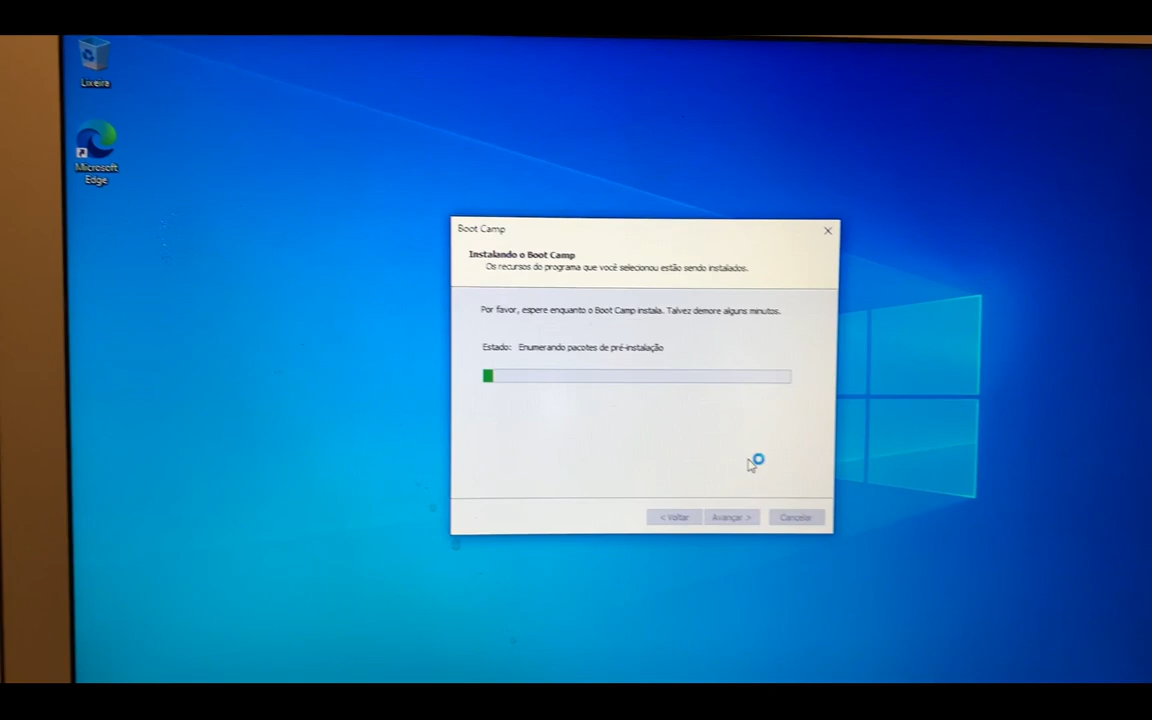 Lixeira
Microsoft
Edge
Boot Camp
Instalando o Boot Camp
Os recursos do programa que você selecionou estão sendo instalados.
Por favor, espere enquanto o Boot Camp instala. Talvez demore alguns minutos.
Estado: Enumerando pacotes de pré-instalação
< Voltar
Avançar >
Cancelar